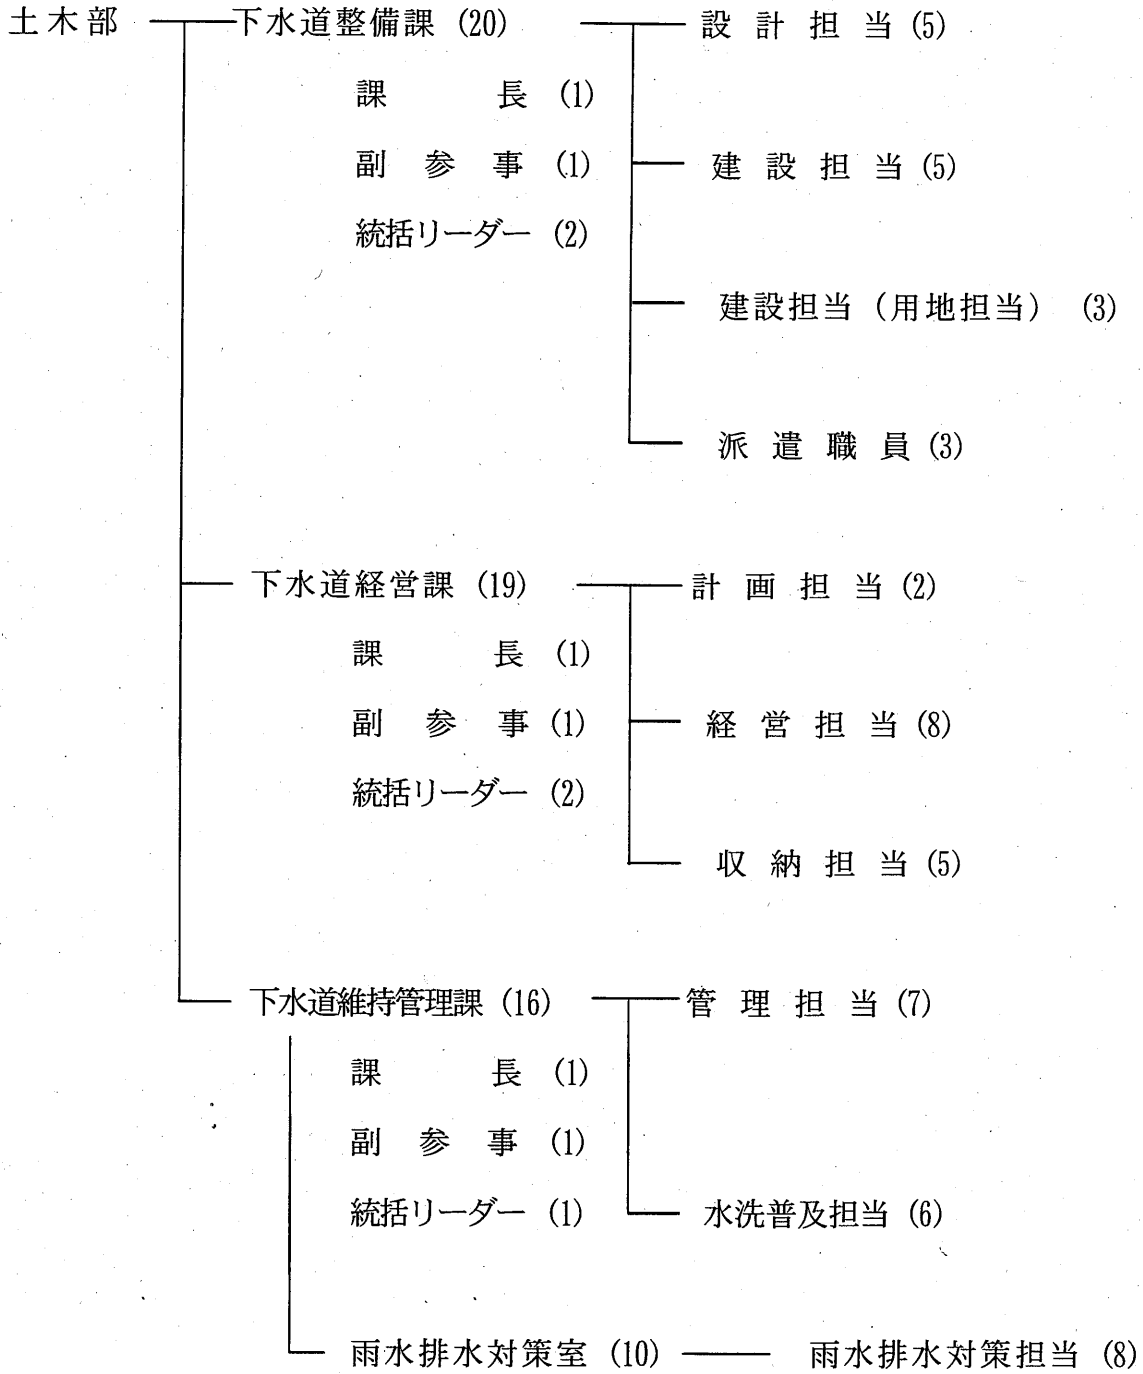 土木部 下水道整備課 (20) 設計担当 (5)
課長 (1)
副参事 (1) 建設担当 (5)
統括リーダー (2)
建設担当（用地担当） (3)
派遣職員 (3)
下水道経営課 (19) 計画担当 (2)
課長 (1)
副参事 (1) 経営担当 (8)
統括リーダー (2)
収納担当 (5)
下水道維持管理課 (16) 管理担当 (7)
課長 (1)
副参事 (1)
統括リーダー (1) 水洗普及担当 (6)
雨水排水対策室 (10) 雨水排水対策担当 (8)